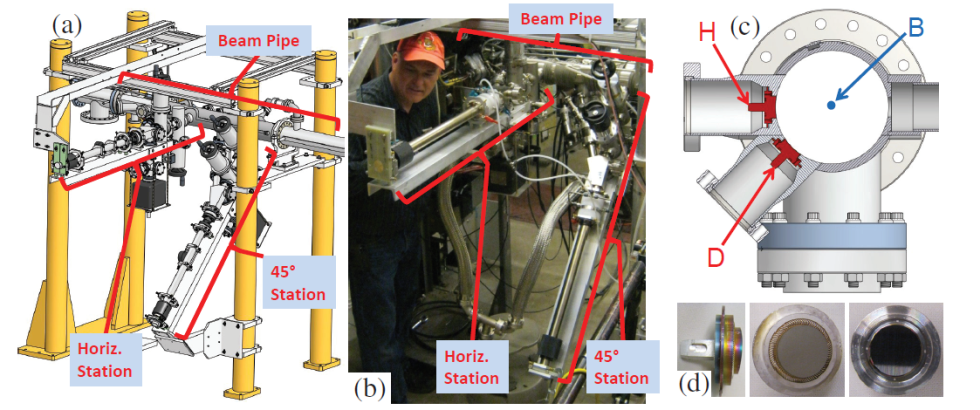 (a)
Beam Pipe
45°
Station
Horiz.
Station
Beam Pipe
Horiz.
Station
45°
Station
(b)
(c)
H
B
D
(d)